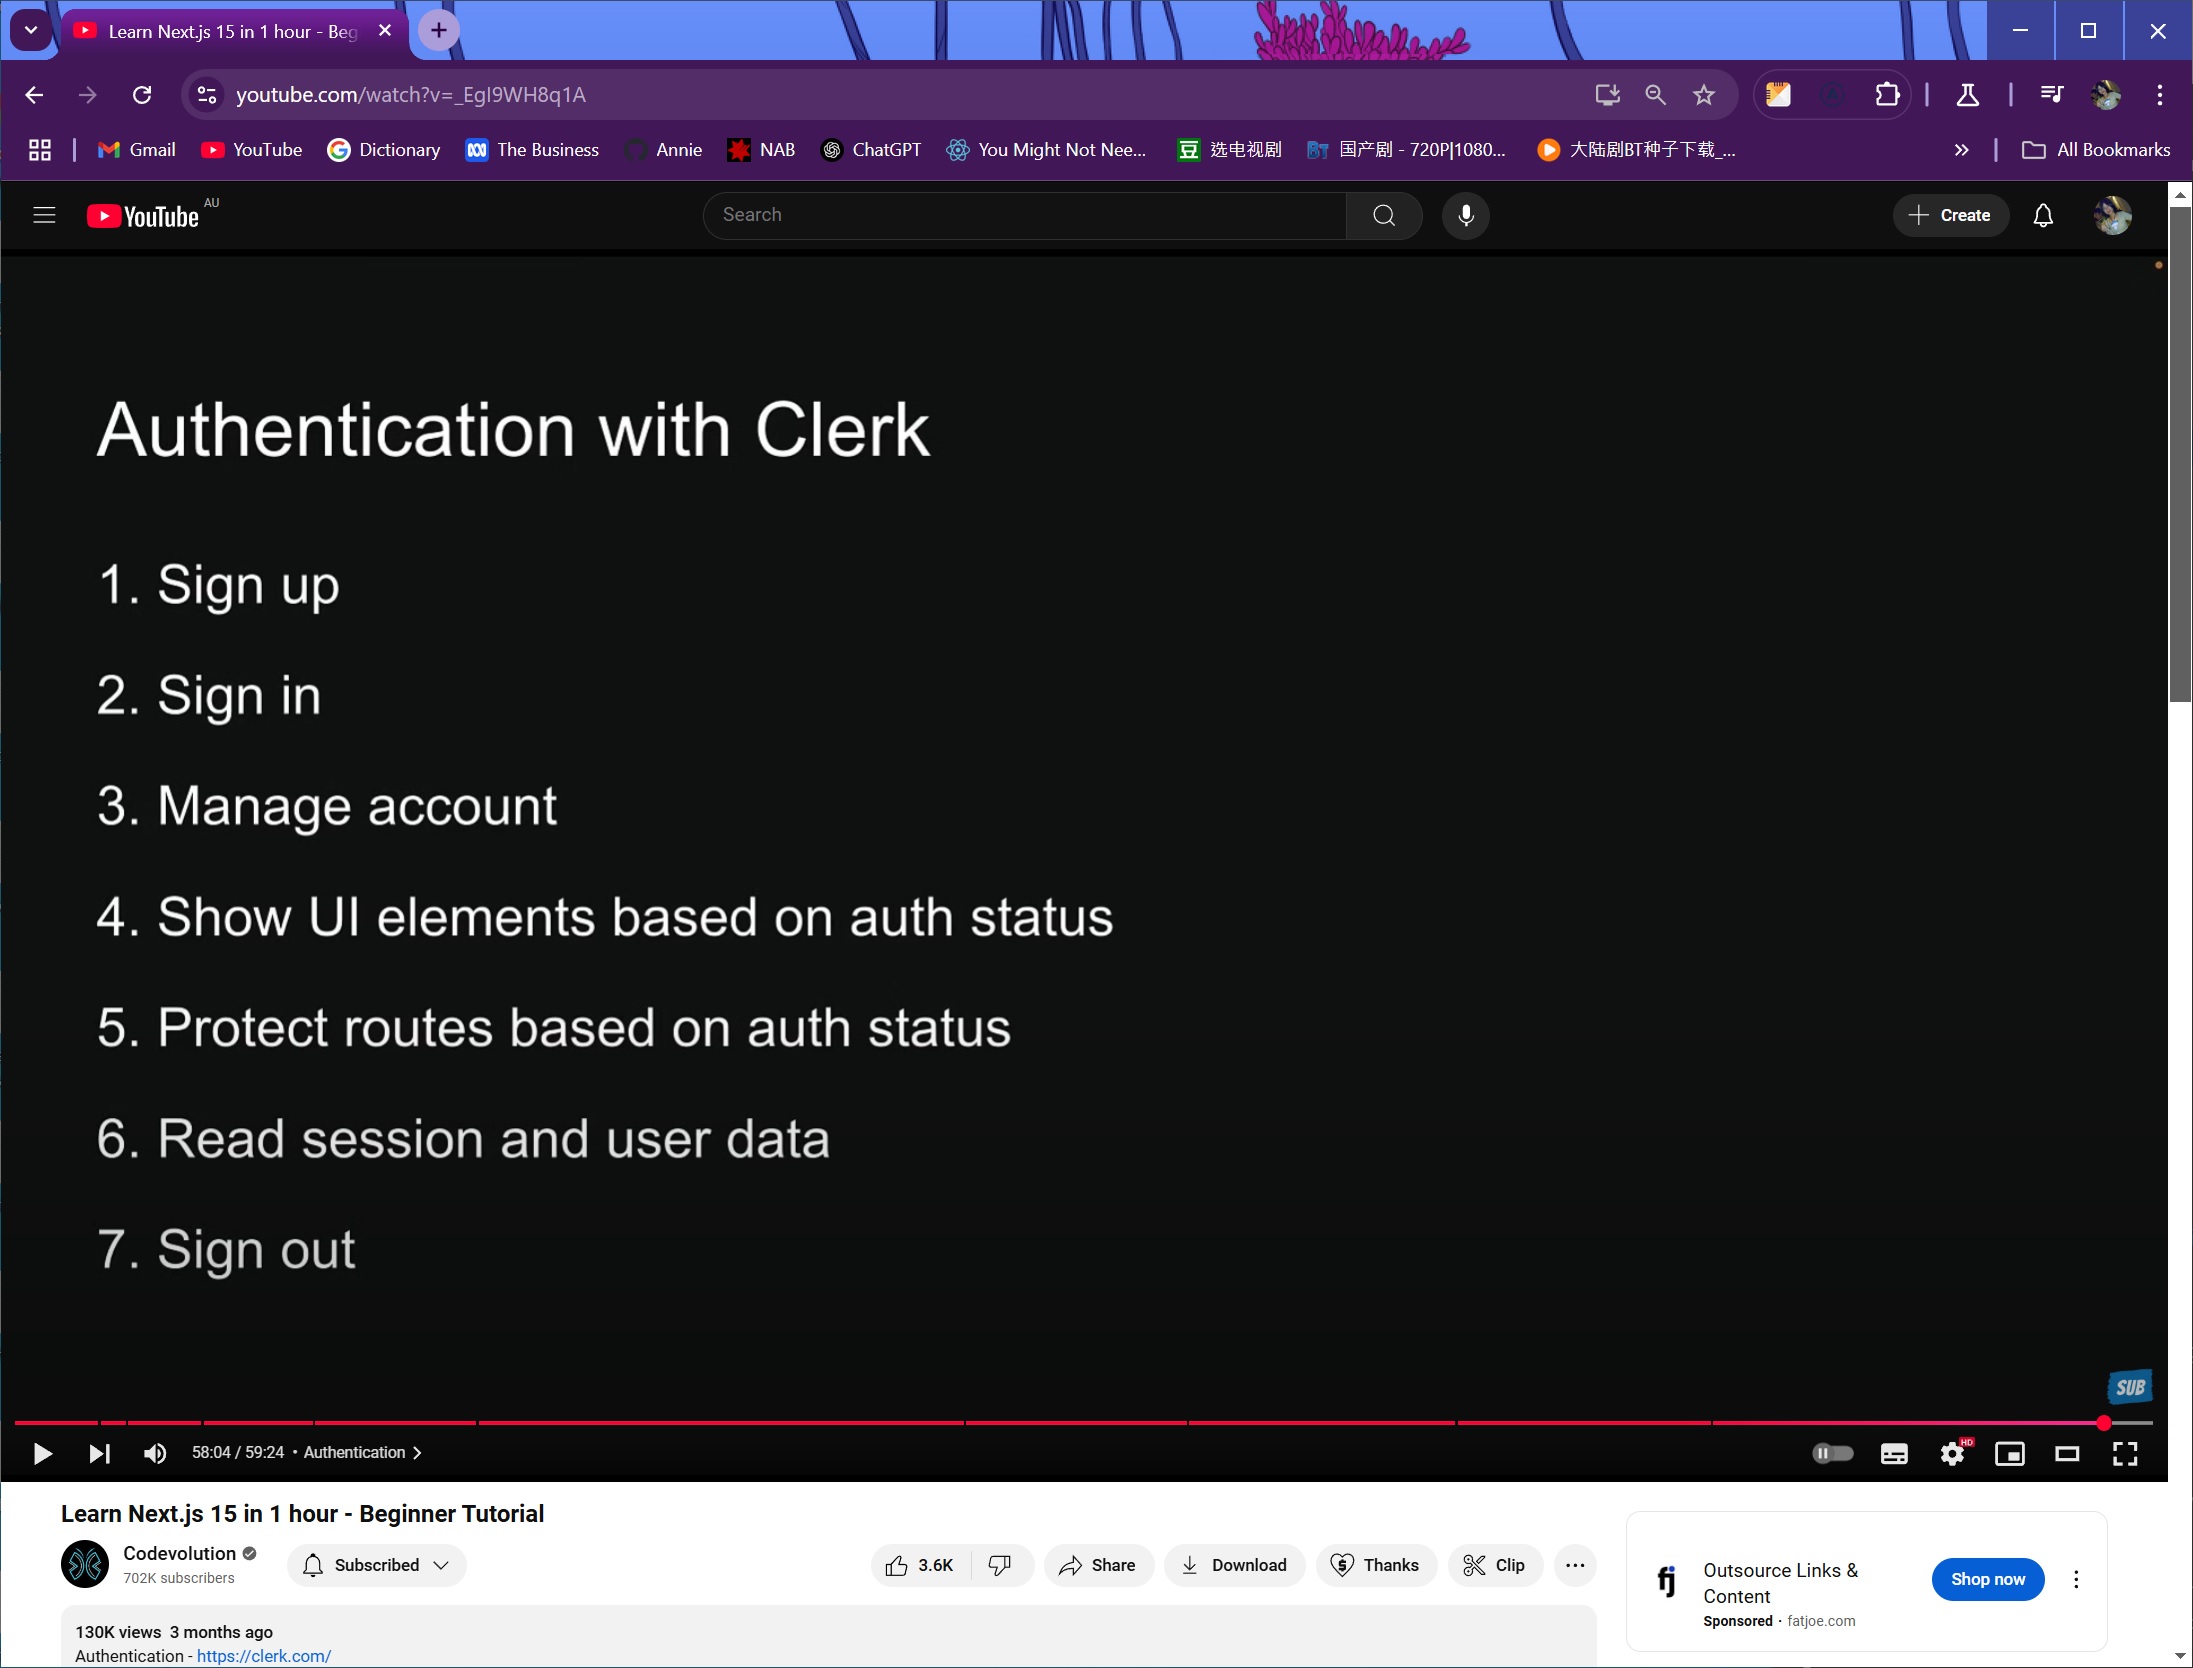 Learn Next.js 15 in 1 hour - Beg
youtube.com/watch?v=_EgI9WH8q1A
Gmail YouTube Dictionary The Business Annie NAB ChatGPT You Might Not Nee... 选电视剧 国产剧 - 720P|1080... 大陆剧BT种子下载_... All Bookmarks
YouTube AU Search Create
Authentication with Clerk
1. Sign up
2. Sign in
3. Manage account
4. Show UI elements based on auth status
5. Protect routes based on auth status
6. Read session and user data
7. Sign out
SUB
58:04 / 59:24 • Authentication HD
Learn Next.js 15 in 1 hour - Beginner Tutorial
Codevolution
702K subscribers
Subscribed 3.6K Share Download Thanks Clip
fj Outsource Links &
Content
Sponsored · fatjoe.com
Shop now
130K views 3 months ago
Authentication - https://clerk.com/